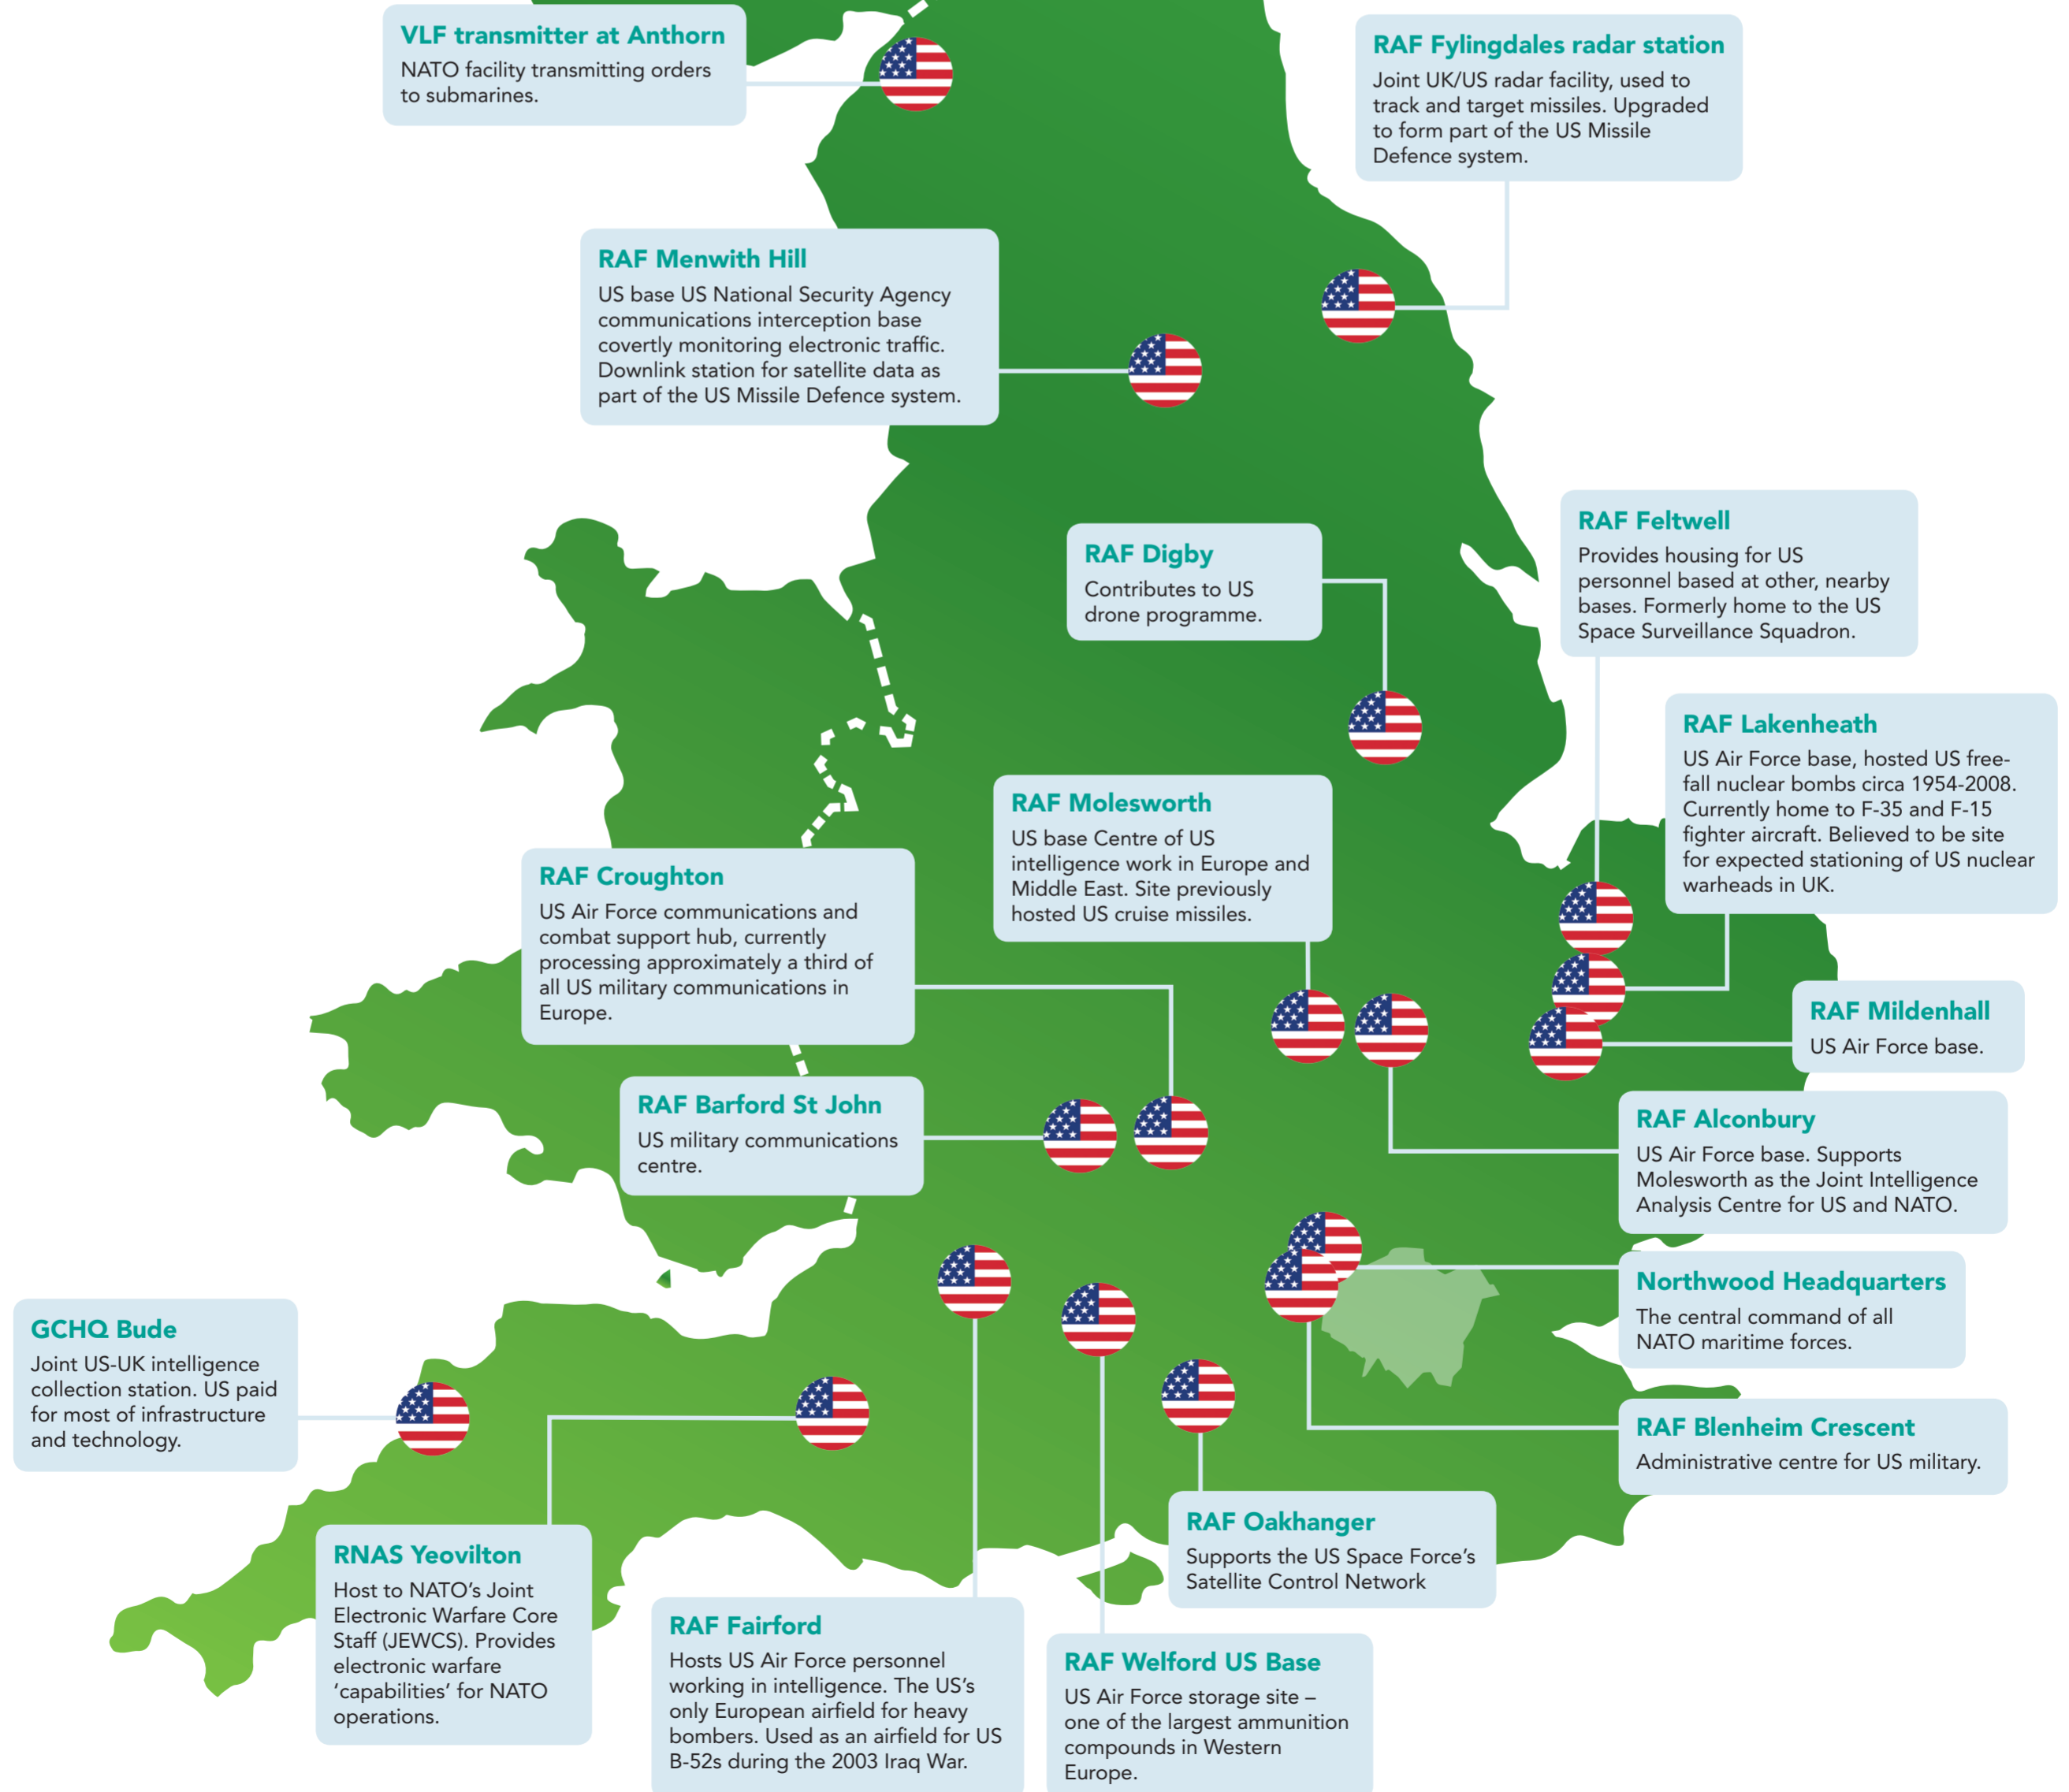 VLF transmitter at Anthorn
NATO facility transmitting orders
to submarines.
RAF Fylingdales radar station
Joint UK/US radar facility, used to
track and target missiles. Upgraded
to form part of the US Missile
Defence system.
RAF Menwith Hill
US base US National Security Agency
communications interception base
covertly monitoring electronic traffic.
Downlink station for satellite data as
part of the US Missile Defence system.
RAF Feltwell
Provides housing for US
personnel based at other, nearby
bases. Formerly home to the US
Space Surveillance Squadron.
RAF Digby
Contributes to US
drone programme.
RAF Lakenheath
US Air Force base, hosted US free-
fall nuclear bombs circa 1954-2008.
Currently home to F-35 and F-15
fighter aircraft. Believed to be site
for expected stationing of US nuclear
warheads in UK.
RAF Molesworth
US base Centre of US
intelligence work in Europe and
Middle East. Site previously
hosted US cruise missiles.
RAF Croughton
US Air Force communications and
combat support hub, currently
processing approximately a third of
all US military communications in
Europe.
RAF Mildenhall
US Air Force base.
RAF Barford St John
US military communications
centre.
RAF Alconbury
US Air Force base. Supports
Molesworth as the Joint Intelligence
Analysis Centre for US and NATO.
Northwood Headquarters
The central command of all
NATO maritime forces.
GCHQ Bude
Joint US-UK intelligence
collection station. US paid
for most of infrastructure
and technology.
RAF Blenheim Crescent
Administrative centre for US military.
RAF Oakhanger
Supports the US Space Force’s
Satellite Control Network
RNAS Yeovilton
Host to NATO’s Joint
Electronic Warfare Core
Staff (JEWCS). Provides
electronic warfare
‘capabilities’ for NATO
operations.
RAF Fairford
Hosts US Air Force personnel
working in intelligence. The US’s
only European airfield for heavy
bombers. Used as an airfield for US
B-52s during the 2003 Iraq War.
RAF Welford US Base
US Air Force storage site –
one of the largest ammunition
compounds in Western
Europe.